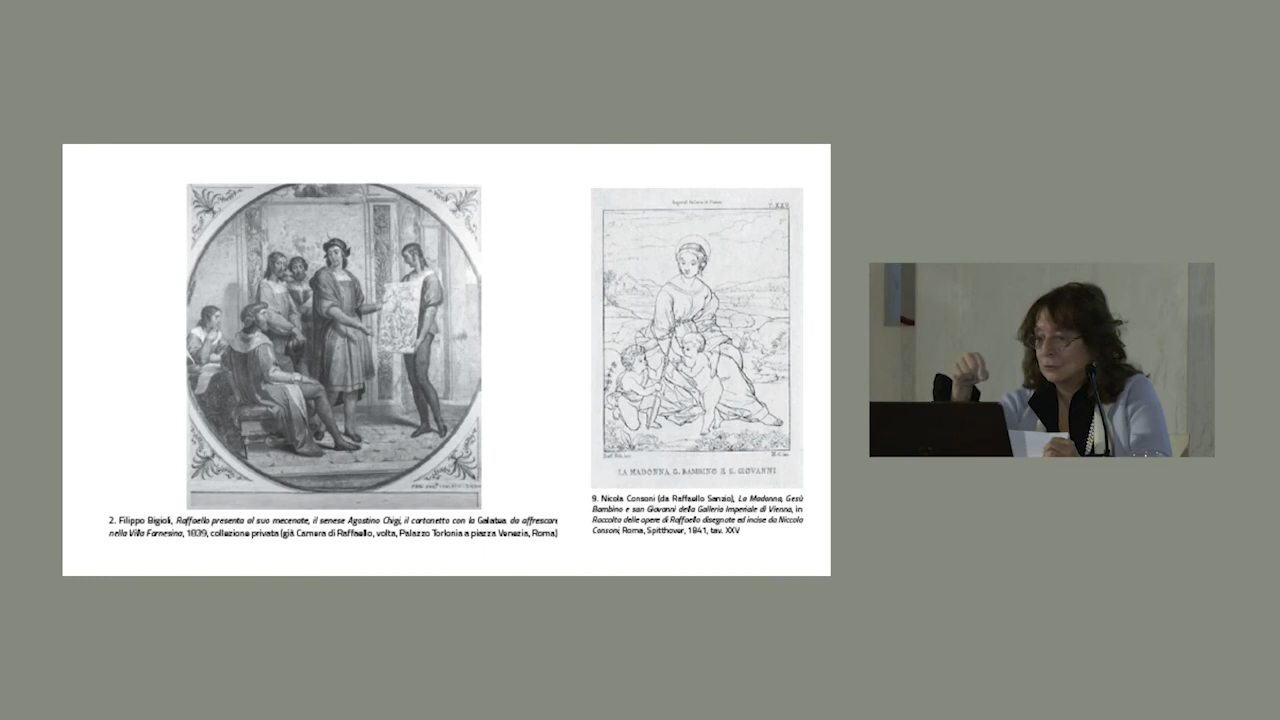 T. XXV
LA MADONNA G. BAMBINO E S. GIOVANNI
2. Filippo Bigioli, Raffaello presenta al suo mecenate, il senese Agostino Chigi, il cartonetto con la Galatea da affrescare
nella Villa Farnesina, 1839, collezione privata (già Camera di Raffaello, volta, Palazzo Torlonia a piazza Venezia, Roma)
9. Nicola Consoni (da Raffaello Sanzio), La Madonna, Gesù
Bambino e san Giovanni della Galleria Imperiale di Vienna, in
Raccolta delle opere di Raffaello disegnate ed incise da Niccola
Consoni; Roma, Spitthover, 1841, tav. XXV